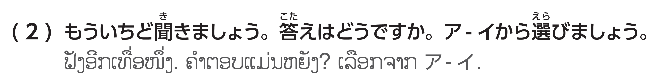 (２) もういちど聞きましょう。答えはどうですか。ア - イから選びましょう。
ຟັງອີກເທື່ອໜຶ່ງ. ຄຳຕອບແມ່ນຫຍັງ? ເລືອກຈາກ ア - イ.